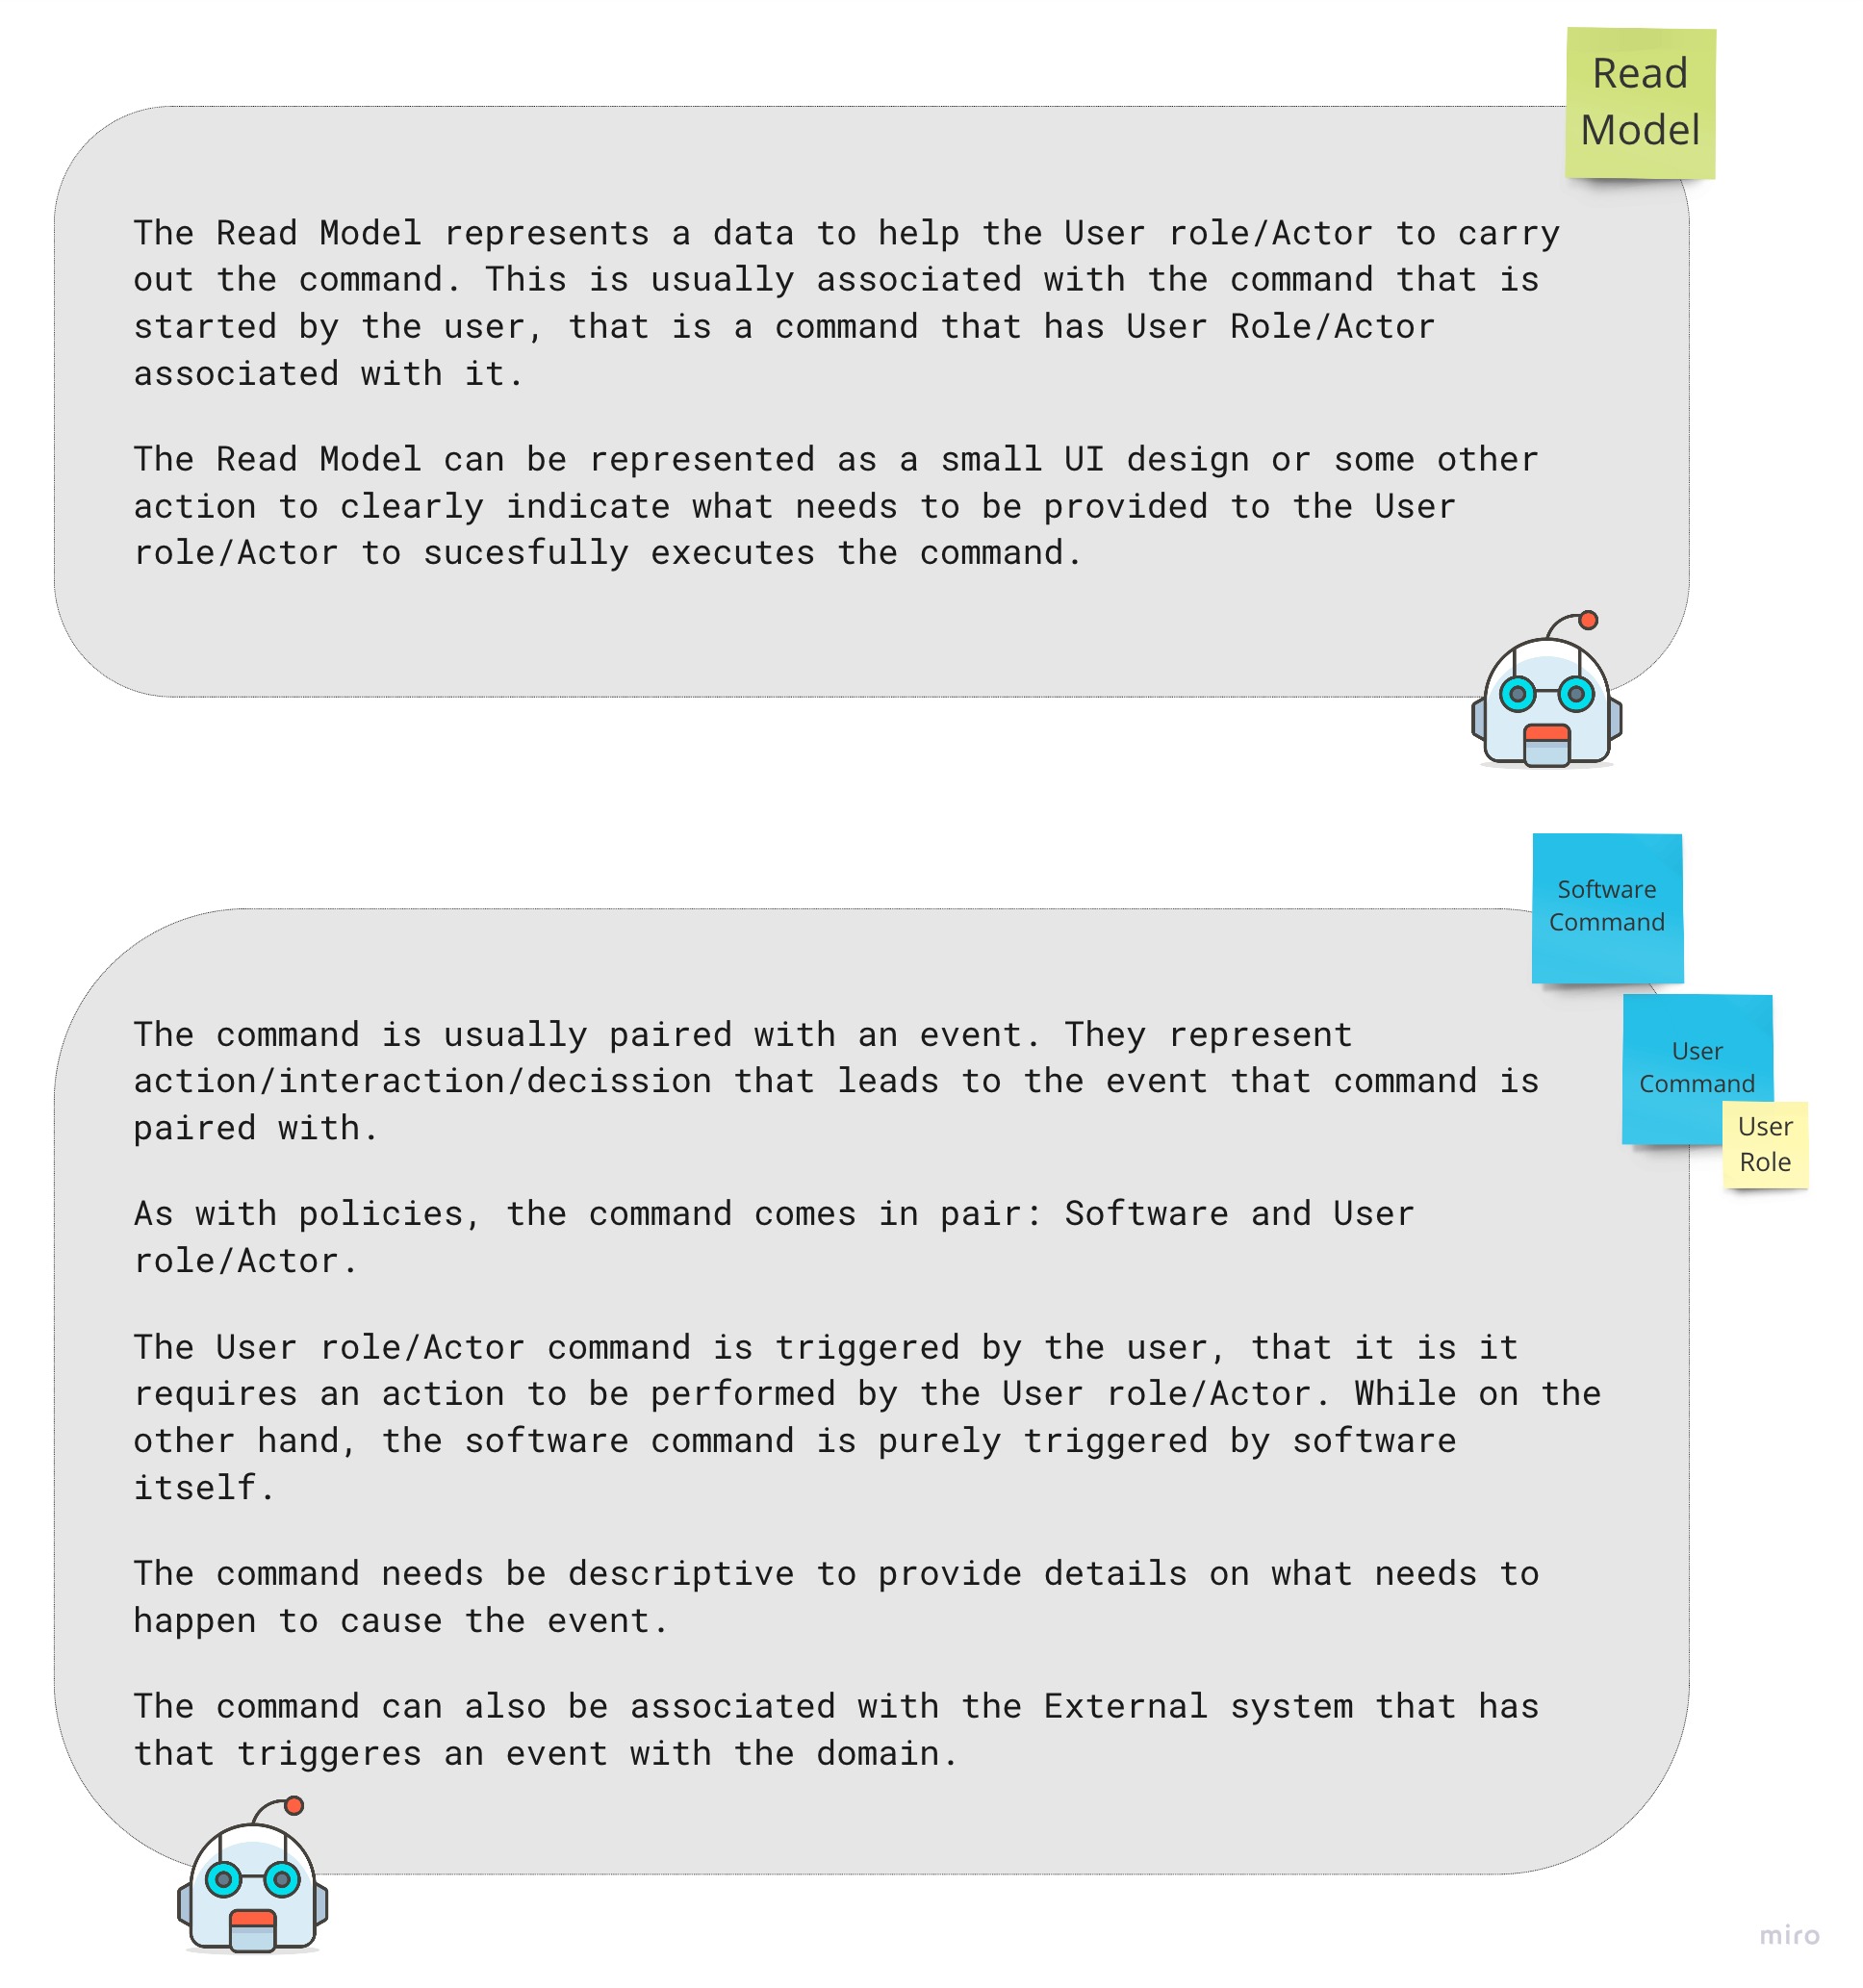 Read
Model
The Read Model represents a data to help the User role/Actor to carry
out the command. This is usually associated with the command that is
started by the user, that is a command that has User Role/Actor
associated with it.
The Read Model can be represented as a small UI design or some other
action to clearly indicate what needs to be provided to the User
role/Actor to sucesfully executes the command.
Software
Command
User
Command
User
Role
The command is usually paired with an event. They represent
action/interaction/decission that leads to the event that command is
paired with.
As with policies, the command comes in pair: Software and User
role/Actor.
The User role/Actor command is triggered by the user, that it is it
requires an action to be performed by the User role/Actor. While on the
other hand, the software command is purely triggered by software
itself.
The command needs be descriptive to provide details on what needs to
happen to cause the event.
The command can also be associated with the External system that has
that triggeres an event with the domain.
miro